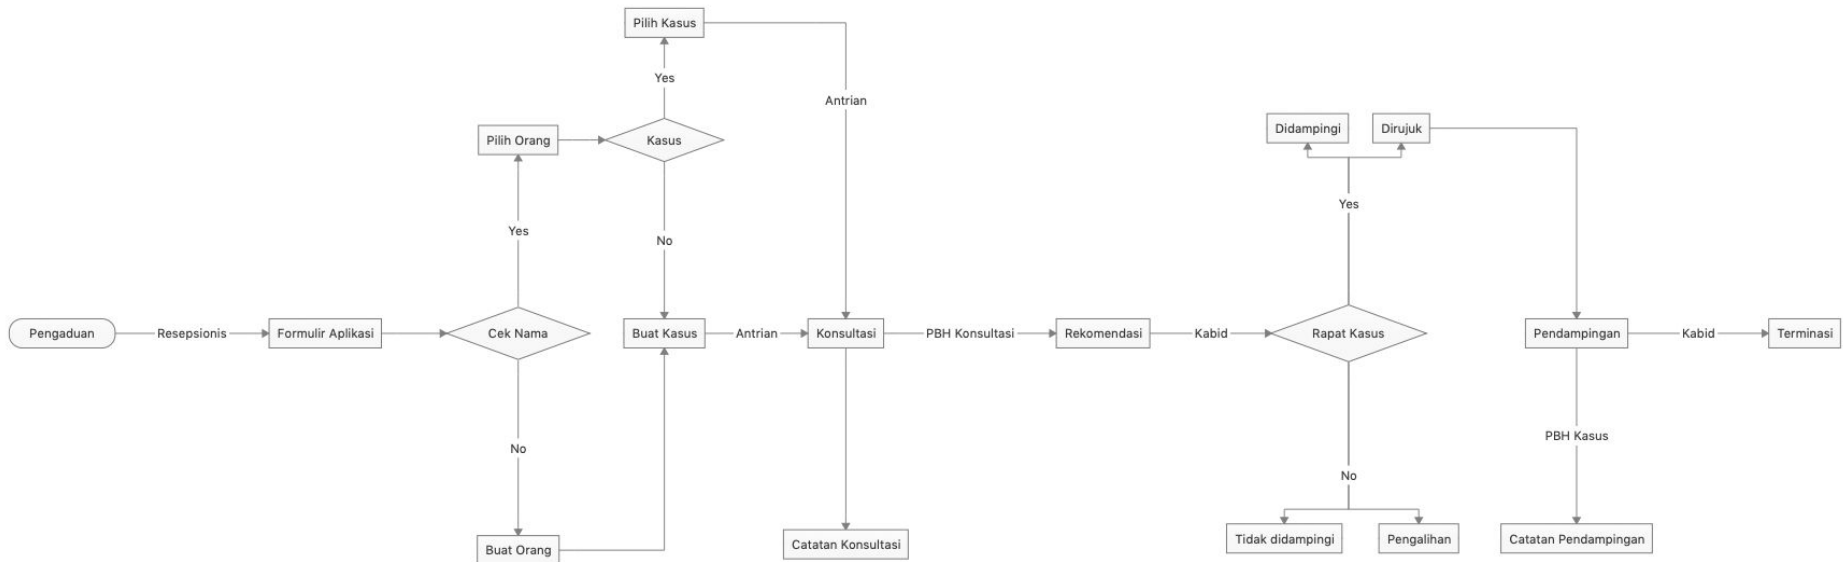 Pilih Kasus
Yes
Antrian
Pilih Orang
Kasus
Didampingi
Dirujuk
Yes
Yes
No
Pengaduan
Resepsionis
Formulir Aplikasi
Cek Nama
Buat Kasus
Antrian
Konsultasi
PBH Konsultasi
Rekomendasi
Kabid
Rapat Kasus
Pendampingan
Kabid
Terminasi
No
PBH Kasus
No
Buat Orang
Catatan Konsultasi
Tidak didampingi
Pengalihan
Catatan Pendampingan